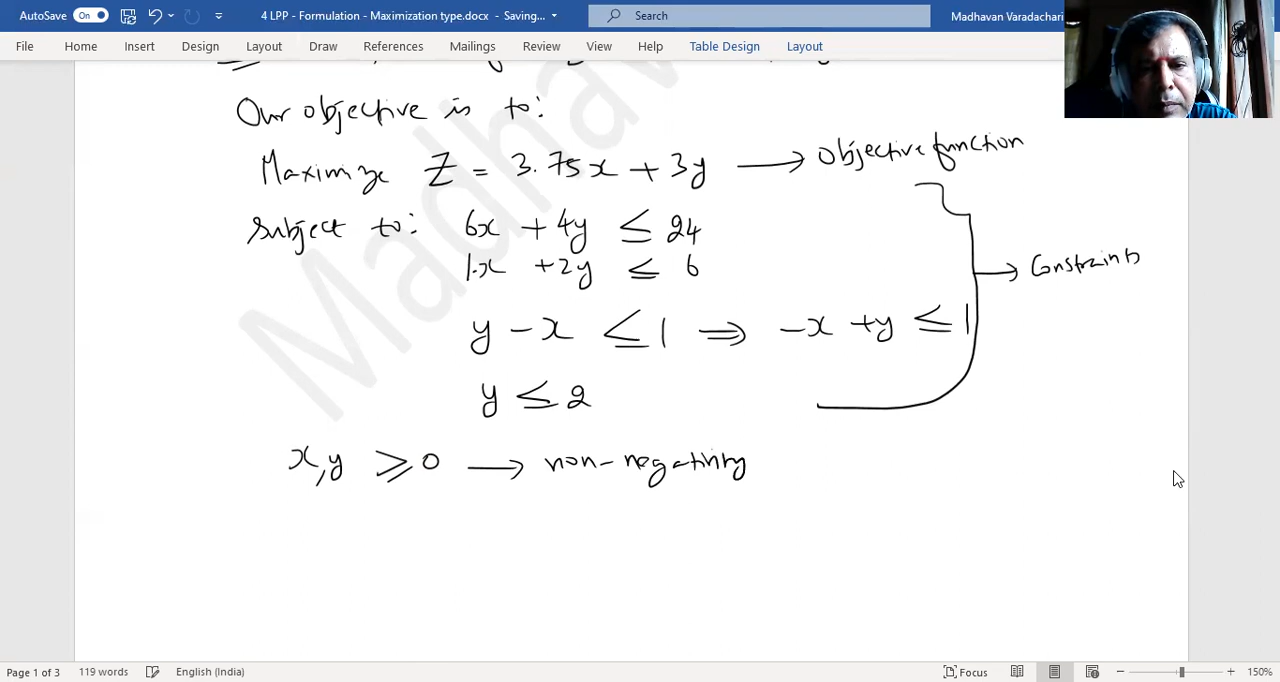 AutoSave On 4 LPP - Formulation - Maximization type.docx - Saving... Search Madhavan Varadachari
File Home Insert Design Layout Draw References Mailings Review View Help Table Design Layout
Our objective is to:
Maximize Z = 3.75x + 3y → Objective function
Subject to: 6x + 4y ≤ 24
1.x + 2y ≤ 6
Constraints
y - x ≤ 1 ⇒ -x + y ≤ 1
y ≤ 2
x, y ≥ 0 → non-negativity
Madhav
Page 1 of 3 119 words English (India) Focus 150%